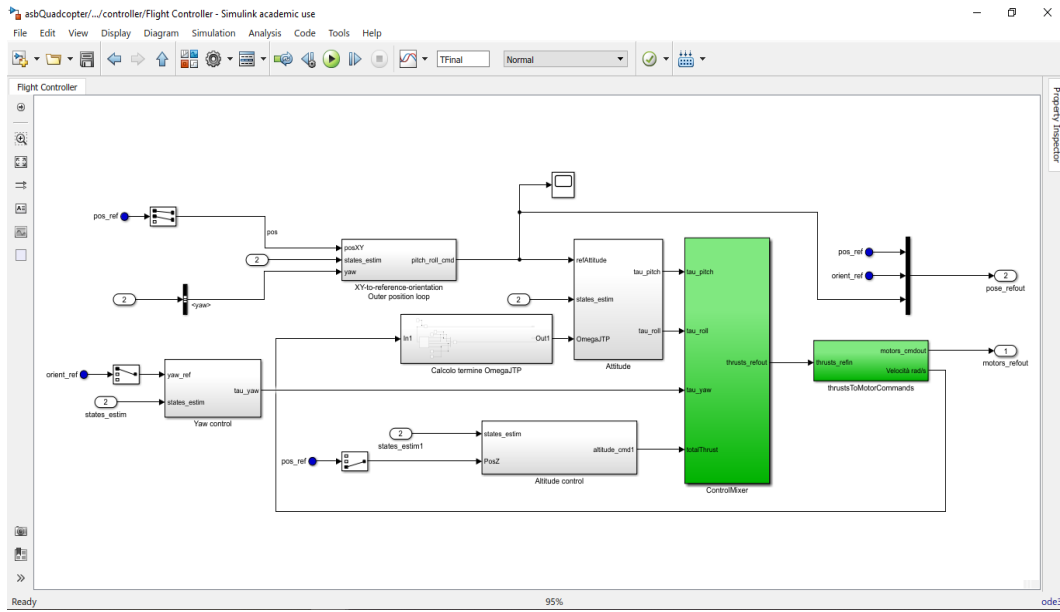 asbQuadcopter/.../controller/Flight Controller - Simulink academic use
File Edit View Display Diagram Simulation Analysis Code Tools Help
TFinal
Normal
Flight Controller
Property Inspector
pos_ref
pos
posXY
2
states_estim
pitch_roll_cmd
yaw
XY-to-reference-orientation
Outer position loop
2
<yaw>
refAttitude
tau_pitch
2
states_estim
tau_roll
OmegaJTP
Attitude
In1
Out1
Calcolo termine OmegaJTP
tau_pitch
tau_roll
thrusts_refout
tau_yaw
totalThrust
ControlMixer
pos_ref
orient_ref
2
pose_refout
thrusts_refin
motors_cmdout
Velocità rad/s
thrustsToMotorCommands
1
motors_refout
orient_ref
yaw_ref
tau_yaw
2
states_estim
states_estim
Yaw control
2
states_estim1
states_estim
altitude_cmd1
pos_ref
PosZ
Altitude control
Ready
95%
ode3